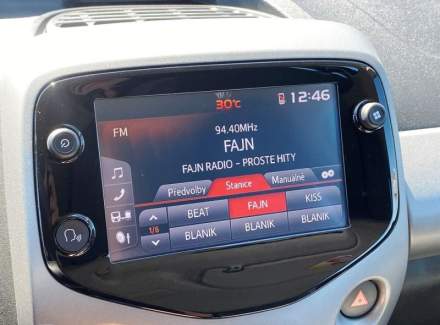 30°C 12:46
FM
94.40MHz
FAJN
FAJN RADIO - PROSTE HITY
Předvolby Stanice Manuálně
BEAT FAJN KISS
1/6
BLANIK BLANIK BLANIK